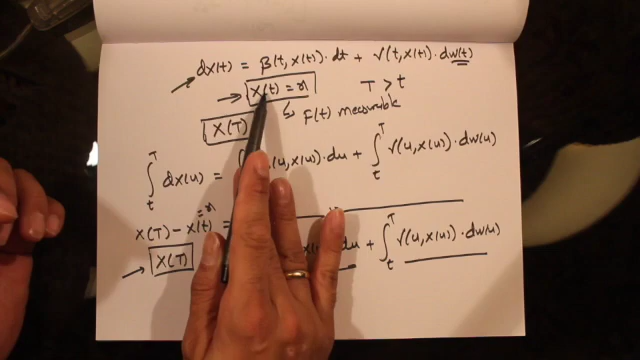 dX(t) = β(t, X(t)) · dt + γ(t, X(t)) · dW(t)
X(t) = x T > t
X(T) F(t) measurable
∫_t^T dX(u) = (u, X(u)) · du + ∫_t^T γ(u, X(u)) · dW(u)
= x
X(T) - X(t) =
X(T) X(u) · du + ∫_t^T γ(u, X(u)) · dW(u)